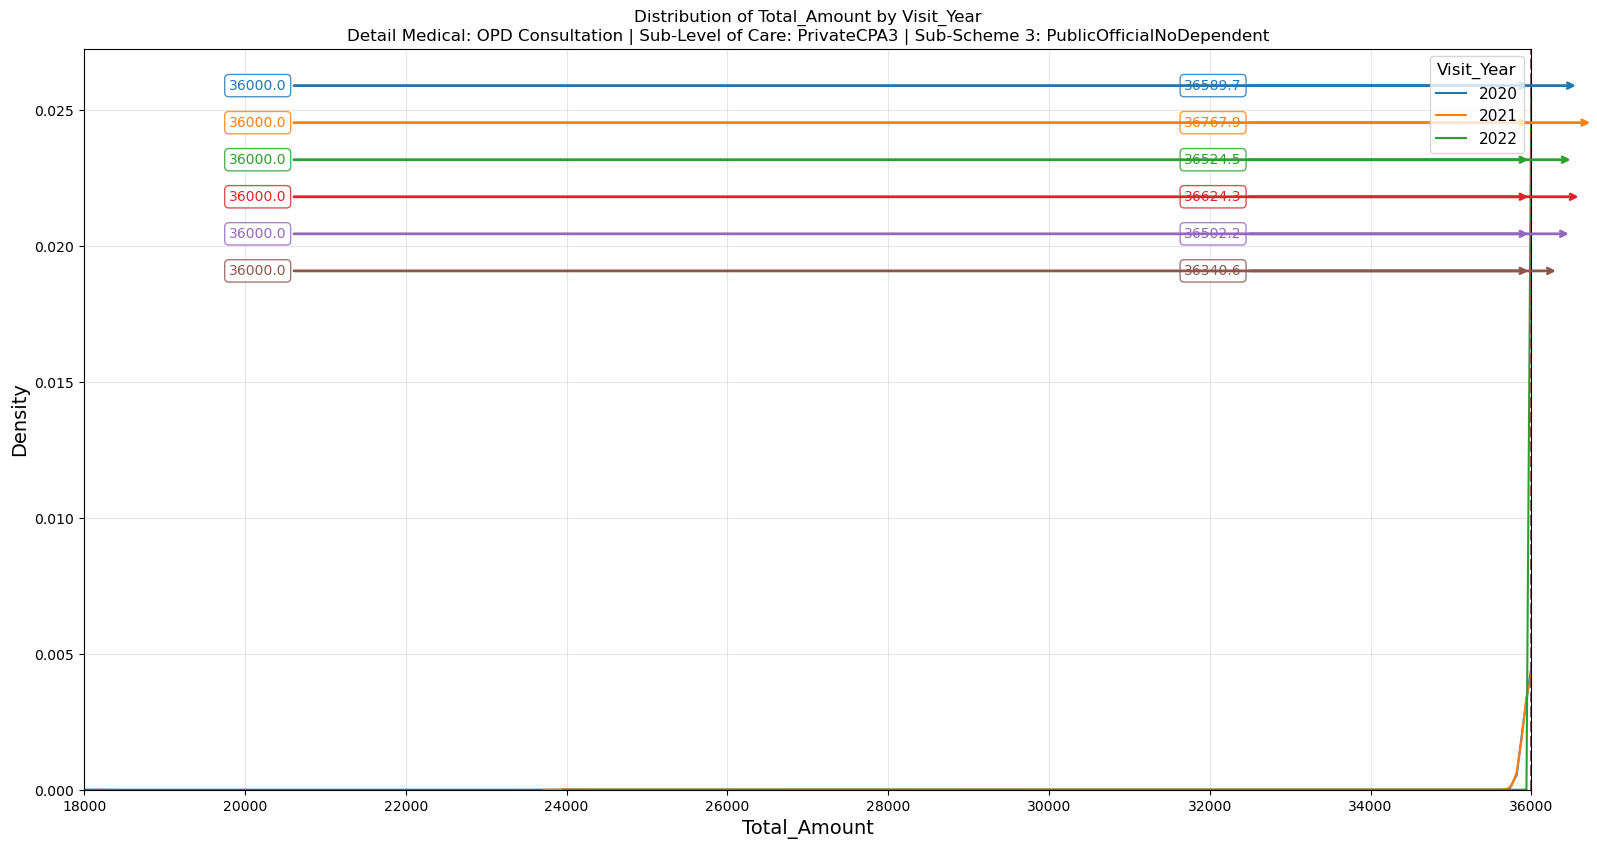 Distribution of Total_Amount by Visit_Year
Detail Medical: OPD Consultation | Sub-Level of Care: PrivateCPA3 | Sub-Scheme 3: PublicOfficialNoDependent
Visit_Year
2020
2021
2022
36000.0 36589.7
36000.0 36767.9
36000.0 36524.5
36000.0 36624.3
36000.0 36502.2
36000.0 36340.6
0.025
0.020
0.015
0.010
0.005
0.000
Density
18000 20000 22000 24000 26000 28000 30000 32000 34000 36000
Total_Amount